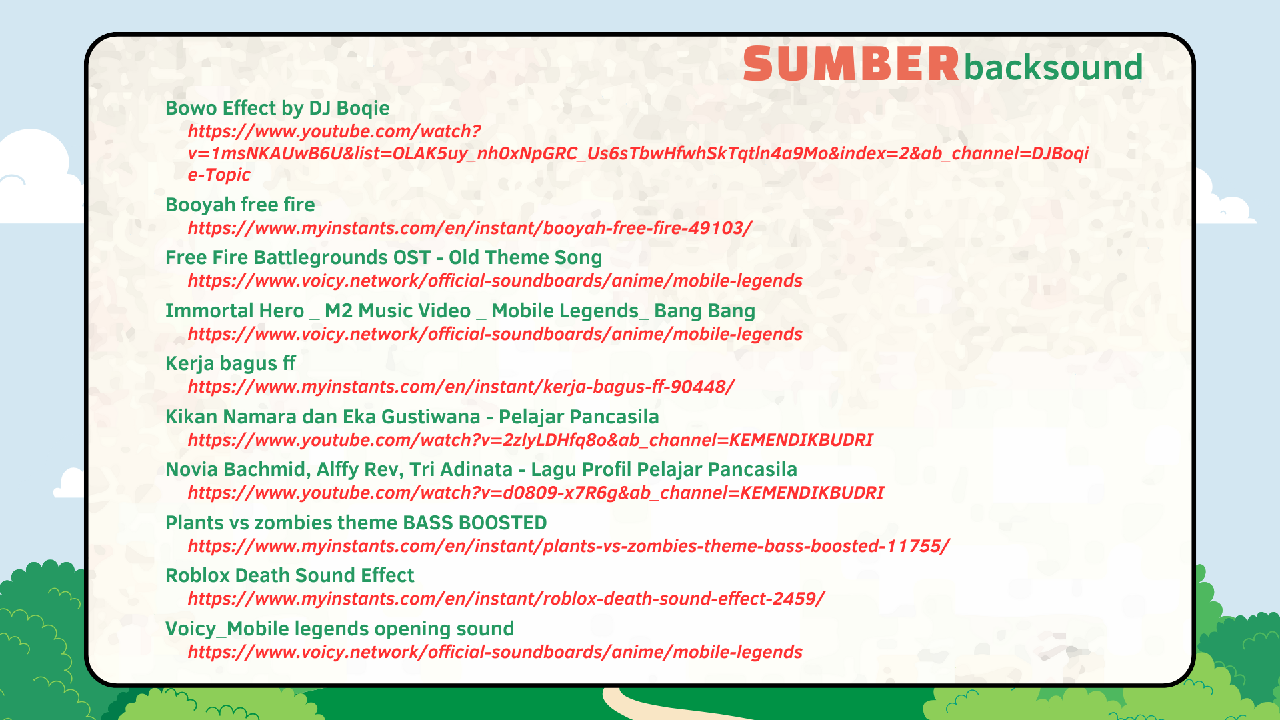 SUMBER backsound
Bowo Effect by DJ Boqie
https://www.youtube.com/watch?
v=1msNKAUwB6U&list=OLAK5uy_nh0xNpGRC_Us6sTbwHfwhSkTqtln4a9Mo&index=2&ab_channel=DJBoqi
e-Topic
Booyah free fire
https://www.myinstants.com/en/instant/booyah-free-fire-49103/
Free Fire Battlegrounds OST - Old Theme Song
https://www.voicy.network/official-soundboards/anime/mobile-legends
Immortal Hero _ M2 Music Video _ Mobile Legends_ Bang Bang
https://www.voicy.network/official-soundboards/anime/mobile-legends
Kerja bagus ff
https://www.myinstants.com/en/instant/kerja-bagus-ff-90448/
Kikan Namara dan Eka Gustiwana - Pelajar Pancasila
https://www.youtube.com/watch?v=2zlyLDHfq8o&ab_channel=KEMENDIKBUDRI
Novia Bachmid, Alffy Rev, Tri Adinata - Lagu Profil Pelajar Pancasila
https://www.youtube.com/watch?v=d0809-x7R6g&ab_channel=KEMENDIKBUDRI
Plants vs zombies theme BASS BOOSTED
https://www.myinstants.com/en/instant/plants-vs-zombies-theme-bass-boosted-11755/
Roblox Death Sound Effect
https://www.myinstants.com/en/instant/roblox-death-sound-effect-2459/
Voicy_Mobile legends opening sound
https://www.voicy.network/official-soundboards/anime/mobile-legends